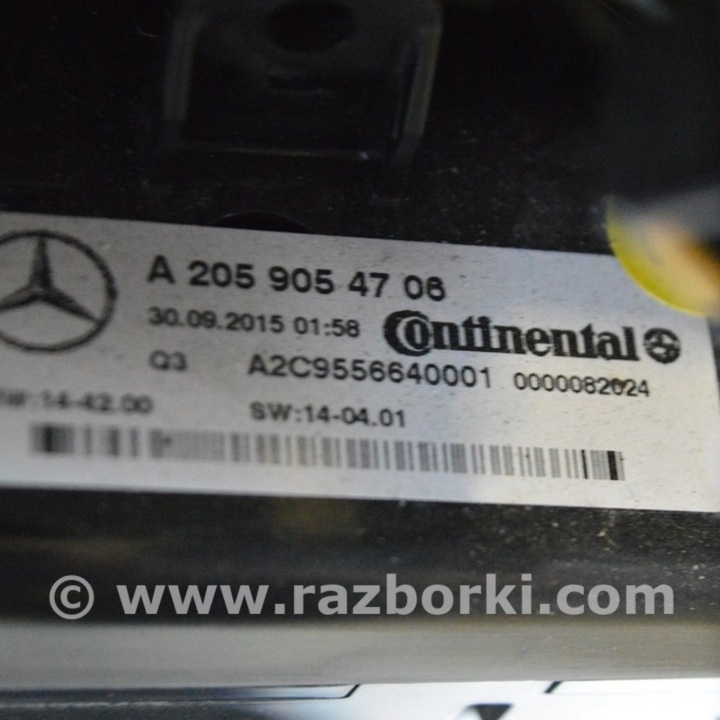 A 205 905 47 06
30.09.2015 01:58 Continental
Q3 A2C9556640001 0000082024
HW:14-42.00 SW:14-04.01
© www.razborki.com